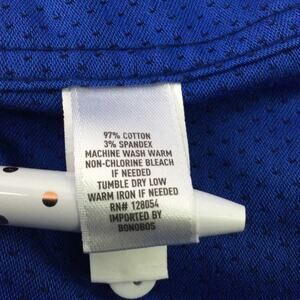 97% COTTON
3% SPANDEX
MACHINE WASH WARM
NON-CHLORINE BLEACH
IF NEEDED
TUMBLE DRY LOW
WARM IRON IF NEEDED
RN# 128054
IMPORTED BY
BONOBOS